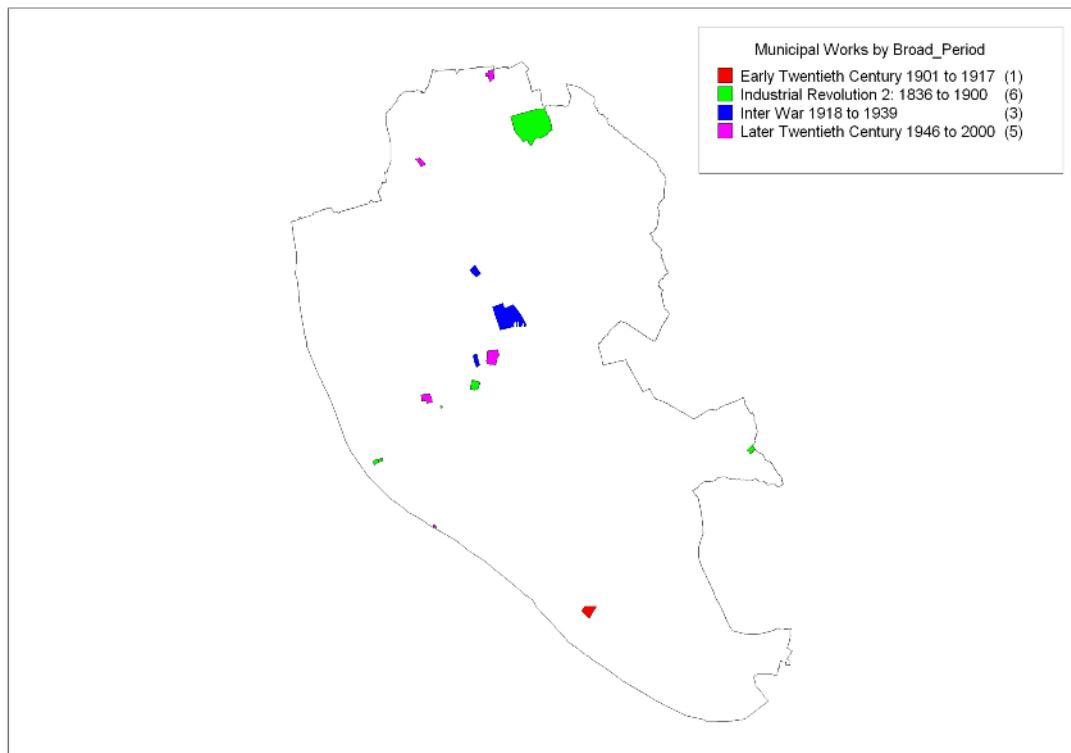 Municipal Works by Broad_Period
Early Twentieth Century 1901 to 1917 (1)
Industrial Revolution 2: 1836 to 1900 (6)
Inter War 1918 to 1939 (3)
Later Twentieth Century 1946 to 2000 (5)